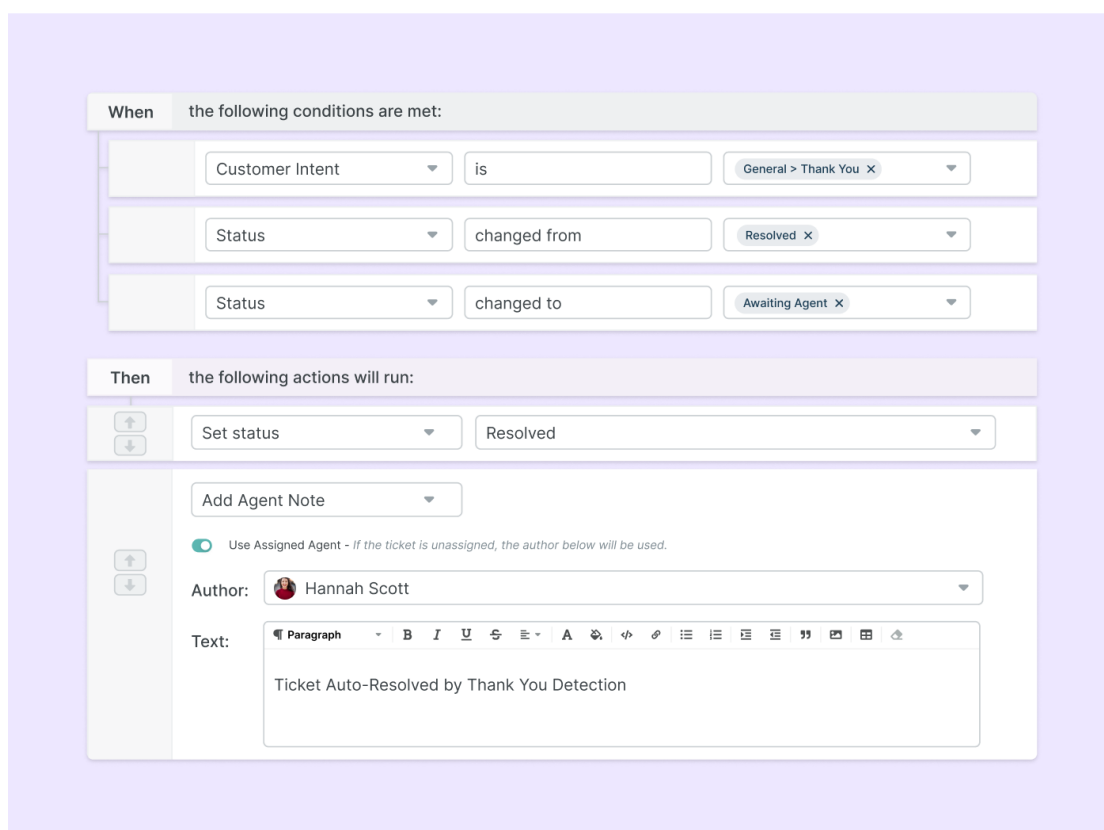 When the following conditions are met:
Customer Intent is General > Thank You ×
Status changed from Resolved ×
Status changed to Awaiting Agent ×
Then the following actions will run:
Set status Resolved
Add Agent Note
Use Assigned Agent - If the ticket is unassigned, the author below will be used.
Author: Hannah Scott
¶ Paragraph B I U S A </>
Text:
Ticket Auto-Resolved by Thank You Detection